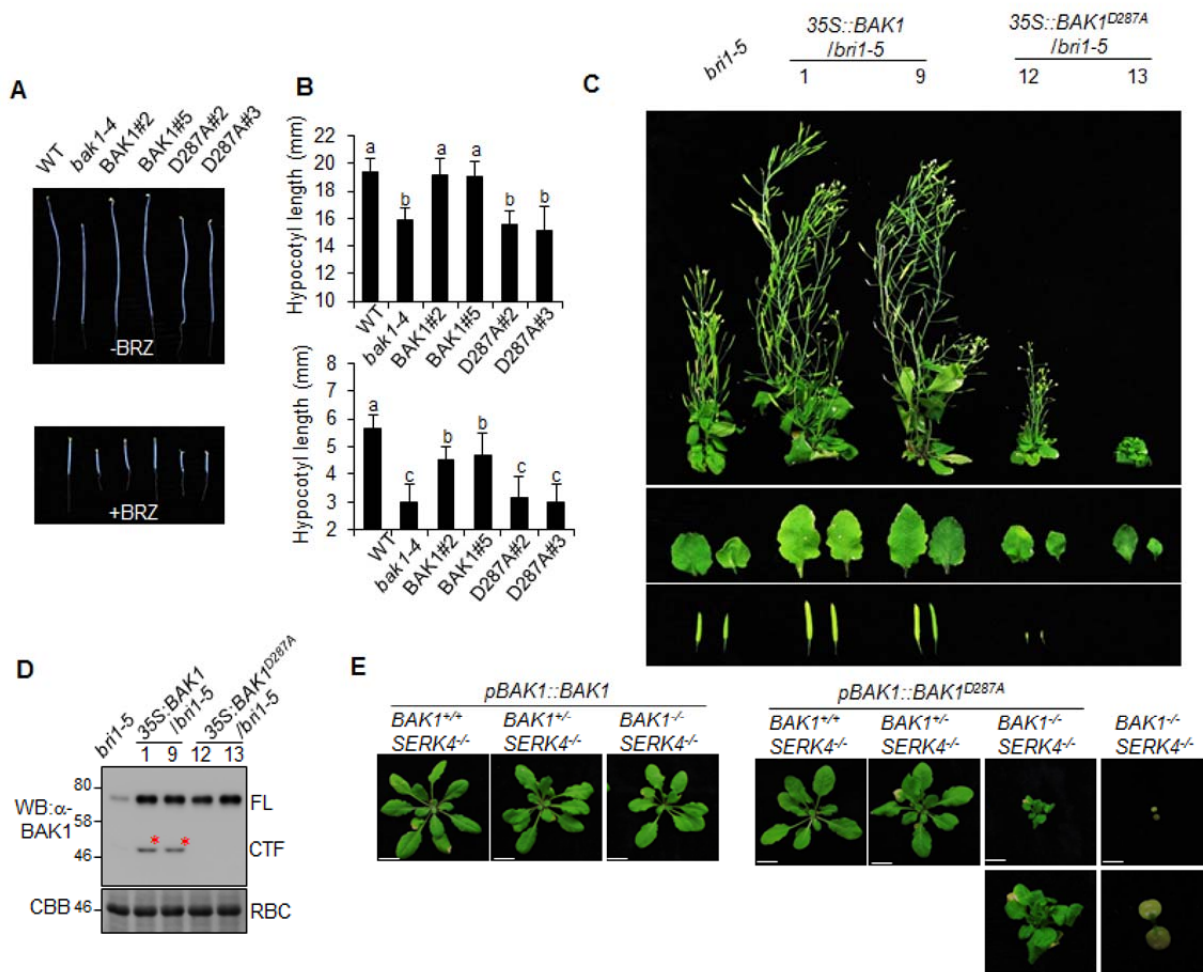 A
WT
bak1-4
BAK1#2
BAK1#5
D287A#2
D287A#3
-BRZ
+BRZ
B
Hypocotyl length (mm)
22
20
18
16
14
12
10
a
b
a
a
b
b
WT
bak1-4
BAK1#2
BAK1#5
D287A#2
D287A#3
Hypocotyl length (mm)
8
7
6
5
4
3
2
a
c
b
b
c
c
WT
bak1-4
BAK1#2
BAK1#5
D287A#2
D287A#3
C
bri1-5
35S::BAK1
/bri1-5
1 9
35S::BAK1D287A
/bri1-5
12 13
D
bri1-5
35S:BAK1
/bri1-5
35S::BAK1D287A
/bri1-5
1 9 12 13
WB:α-
BAK1
80
58
46
FL
* *
CTF
CBB 46
RBC
E
pBAK1::BAK1
BAK1+/+ BAK1+/- BAK1-/-
SERK4-/- SERK4-/- SERK4-/-
pBAK1::BAK1D287A
BAK1+/+ BAK1+/- BAK1-/- BAK1-/-
SERK4-/- SERK4-/- SERK4-/- SERK4-/-